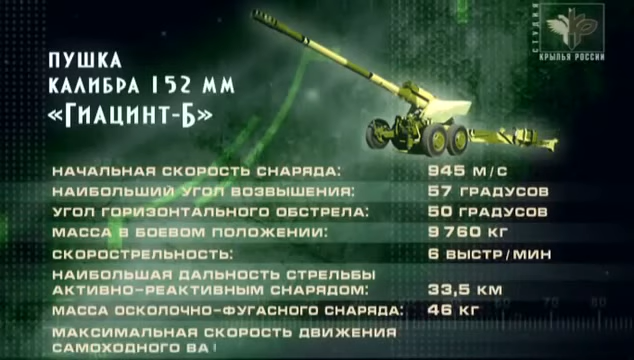 СТУДИЯ
КРЫЛЬЯ РОССИИ
ПУШКА
КАЛИБРА 152 ММ
«ГИАЦИНТ-Б»
НАЧАЛЬНАЯ СКОРОСТЬ СНАРЯДА: 945 М/С
НАИБОЛЬШИЙ УГОЛ ВОЗВЫШЕНИЯ: 57 ГРАДУСОВ
УГОЛ ГОРИЗОНТАЛЬНОГО ОБСТРЕЛА: 50 ГРАДУСОВ
МАССА В БОЕВОМ ПОЛОЖЕНИИ: 9760 КГ
СКОРОСТРЕЛЬНОСТЬ: 6 ВЫСТР/МИН
НАИБОЛЬШАЯ ДАЛЬНОСТЬ СТРЕЛЬБЫ
АКТИВНО-РЕАКТИВНЫМ СНАРЯДОМ: 33,5 КМ
МАССА ОСКОЛОЧНО-ФУГАСНОГО СНАРЯДА: 46 КГ
МАКСИМАЛЬНАЯ СКОРОСТЬ ДВИЖЕНИЯ
САМОХОДНОГО ВА